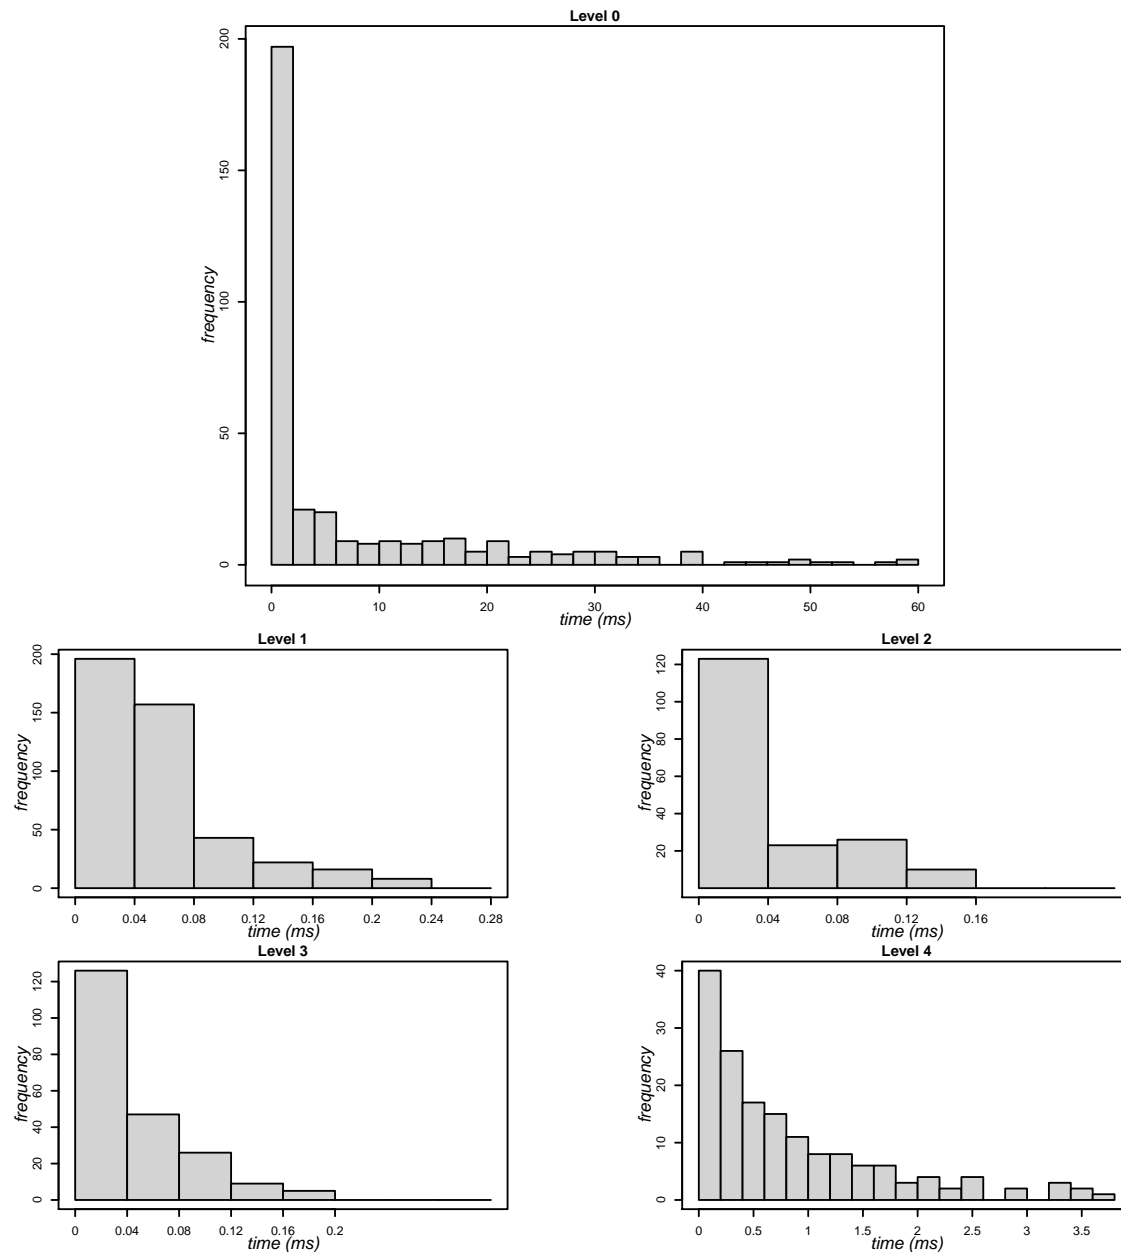 Level 0
frequency
200
150
100
50
0
0 10 20 30 40 50 60
time (ms)
Level 1
frequency
200
150
100
50
0
0 0.04 0.08 0.12 0.16 0.2 0.24 0.28
time (ms)
Level 2
frequency
120
100
80
60
40
20
0 0.04 0.08 0.12 0.16
time (ms)
Level 3
frequency
120
100
80
60
40
20
0
0 0.04 0.08 0.12 0.16 0.2
time (ms)
Level 4
frequency
40
30
20
10
0
0 0.5 1 1.5 2 2.5 3 3.5
time (ms)